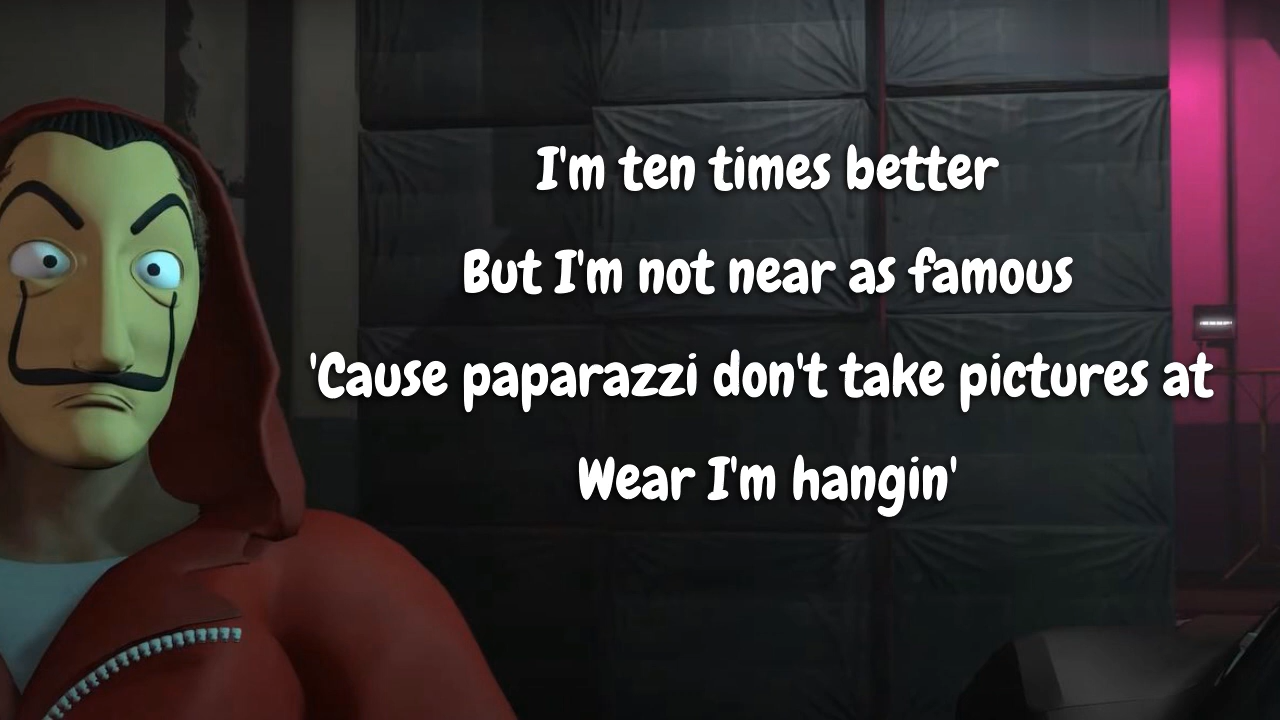 I'm ten times better
But I'm not near as famous
'Cause paparazzi don't take pictures at
Wear I'm hangin'